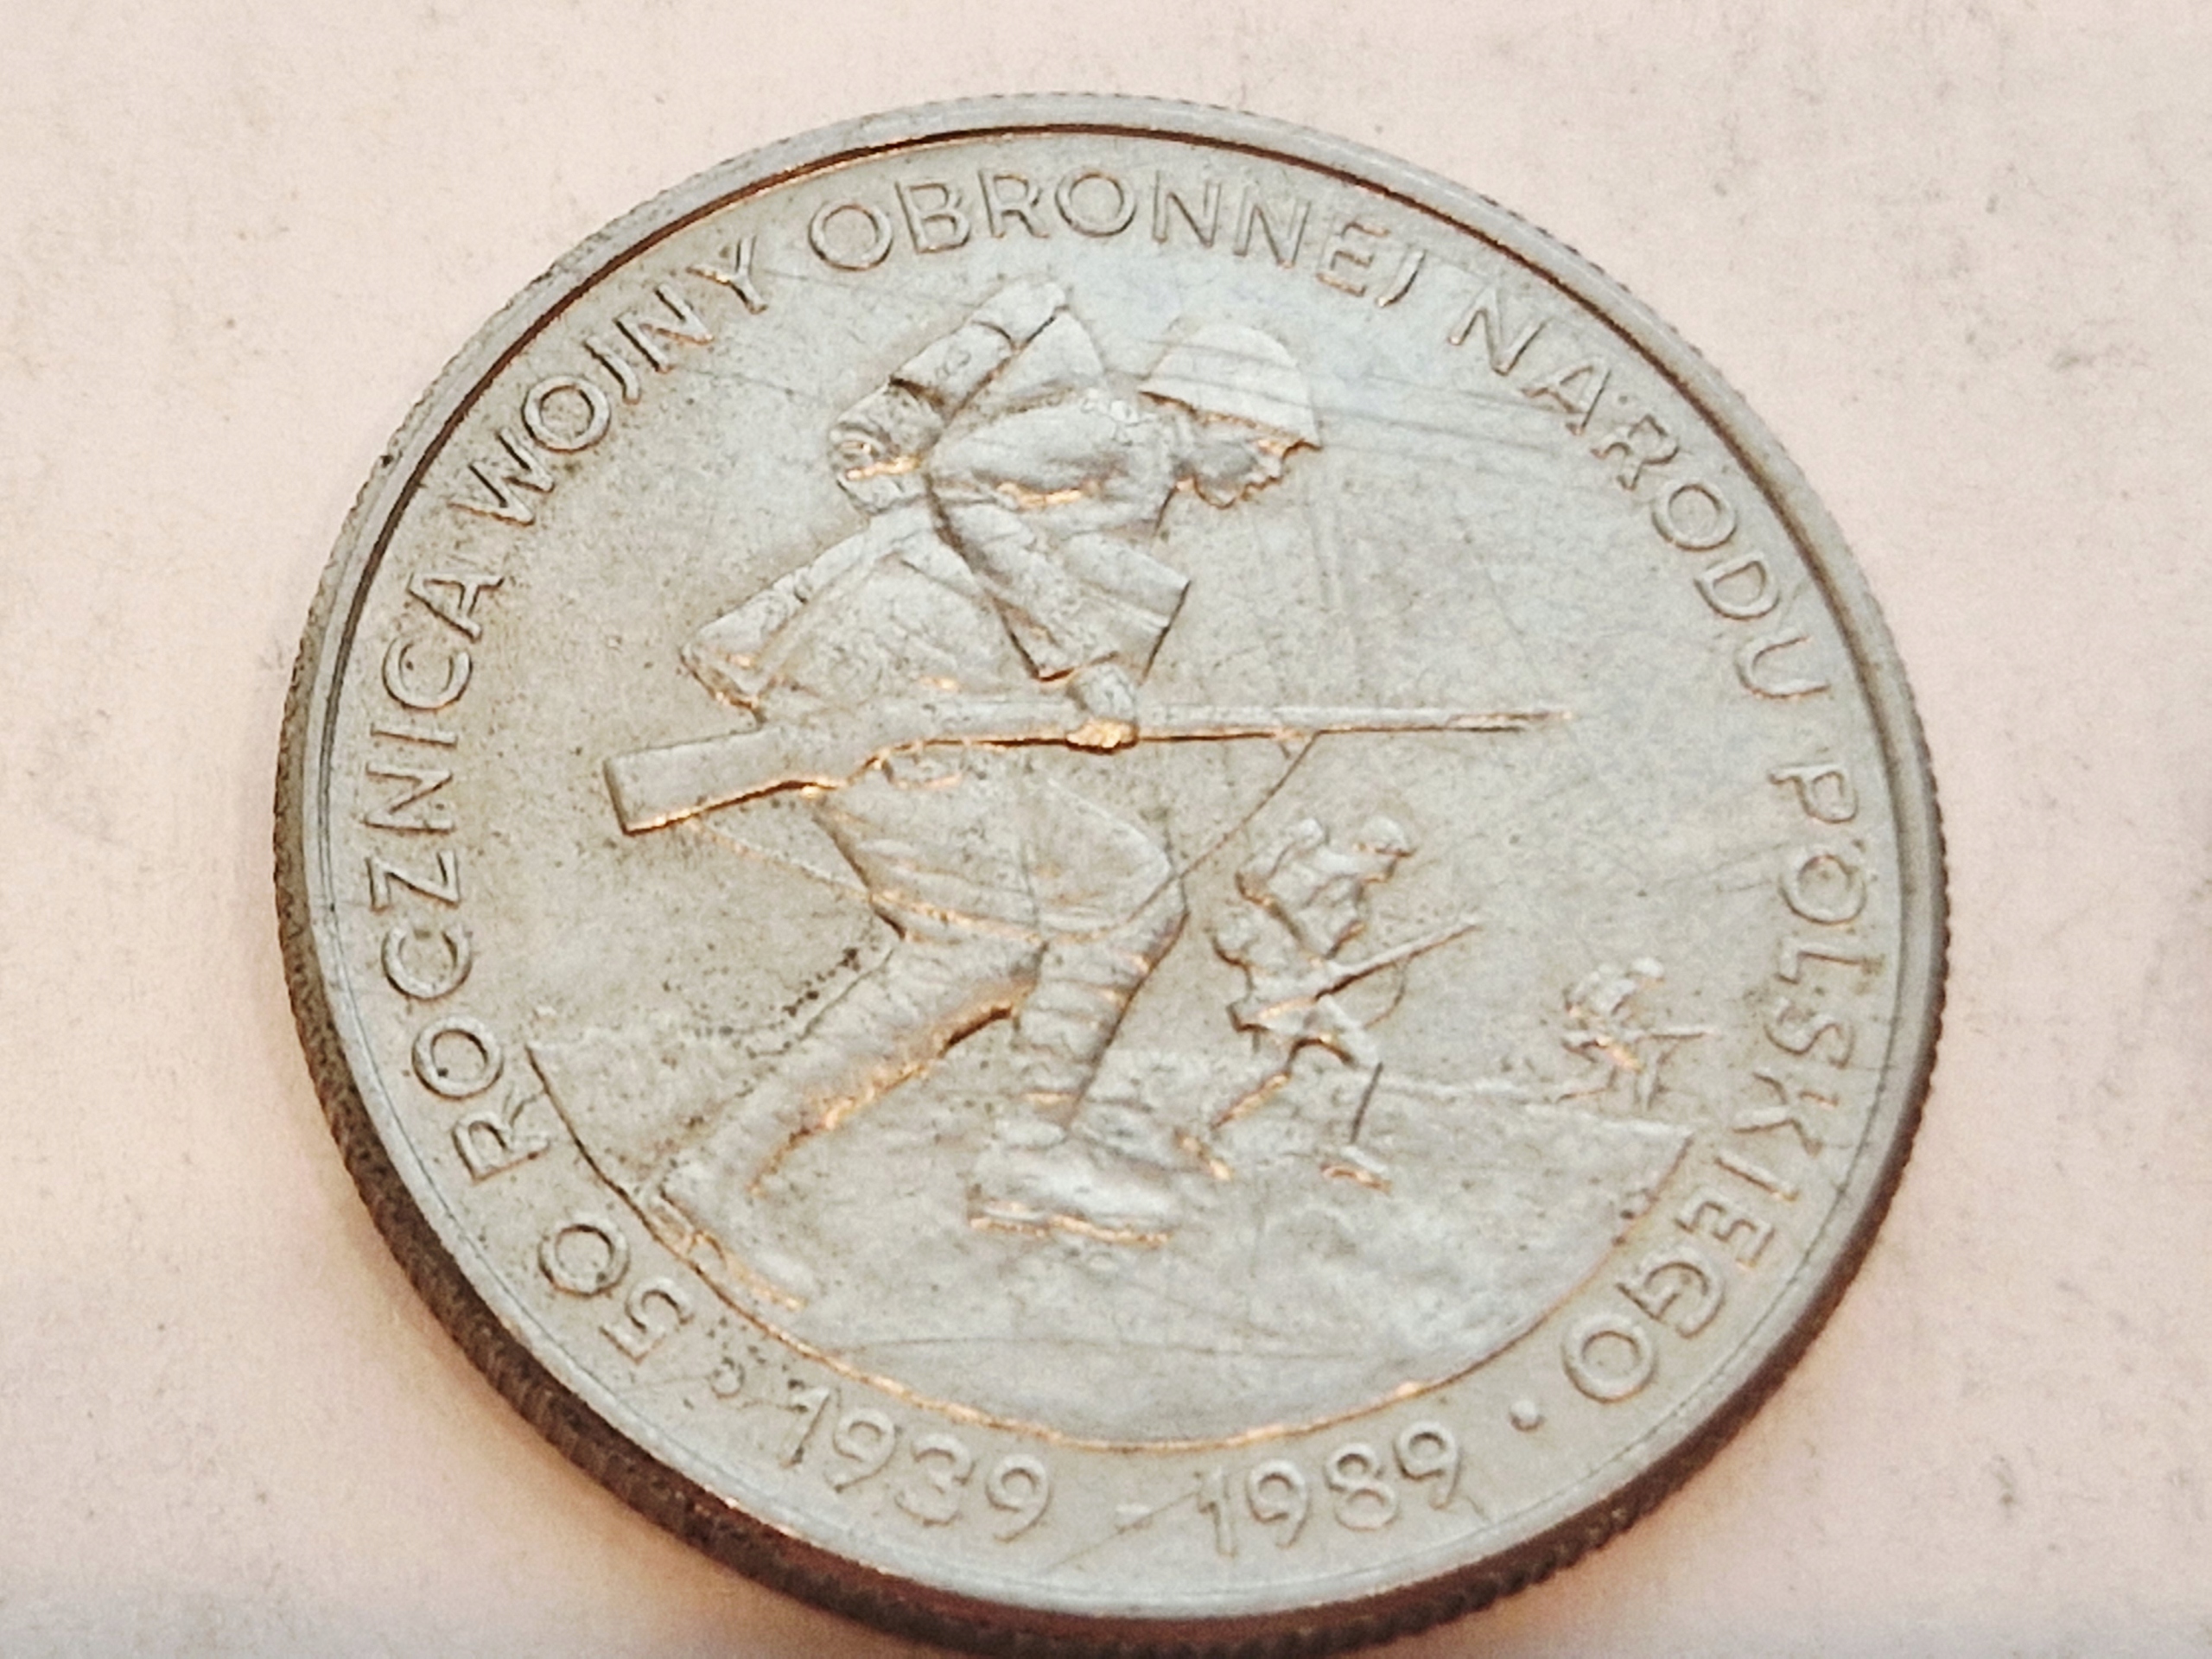 50 ROCZNICA WOJNY OBRONNEJ NARODU POLSKIEGO
• 1939 - 1989 •